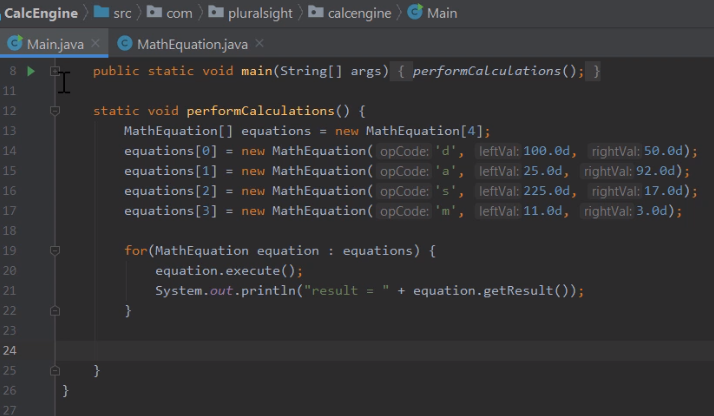 CalcEngine src com pluralsight calcengine Main
Main.java MathEquation.java
8 public static void main(String[] args) { performCalculations(); }
11
12 static void performCalculations() {
13 MathEquation[] equations = new MathEquation[4];
14 equations[0] = new MathEquation( opCode: 'd', leftVal: 100.0d, rightVal: 50.0d);
15 equations[1] = new MathEquation( opCode: 'a', leftVal: 25.0d, rightVal: 92.0d);
16 equations[2] = new MathEquation( opCode: 's', leftVal: 225.0d, rightVal: 17.0d);
17 equations[3] = new MathEquation( opCode: 'm', leftVal: 11.0d, rightVal: 3.0d);
18
19 for(MathEquation equation : equations) {
20 equation.execute();
21 System.out.println("result = " + equation.getResult());
22 }
23
24
25 }
26 }
27